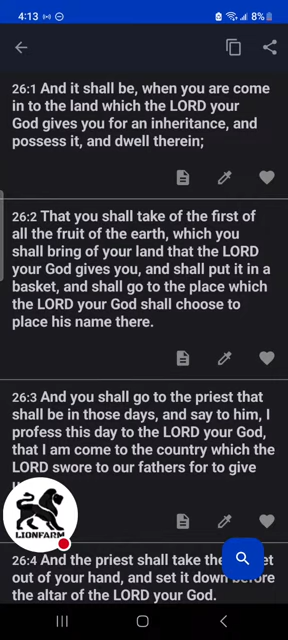 4:13
8%
26:1 And it shall be, when you are come
in to the land which the LORD your
God gives you for an inheritance, and
possess it, and dwell therein;
26:2 That you shall take of the first of
all the fruit of the earth, which you
shall bring of your land that the LORD
your God gives you, and shall put it in a
basket, and shall go to the place which
the LORD your God shall choose to
place his name there.
26:3 And you shall go to the priest that
shall be in those days, and say to him, I
profess this day to the LORD your God,
that I am come to the country which the
LORD swore to our fathers for to give
LIONFARM
26:4 And the priest shall take the
out of your hand, and set it down before
the altar of the LORD your God.